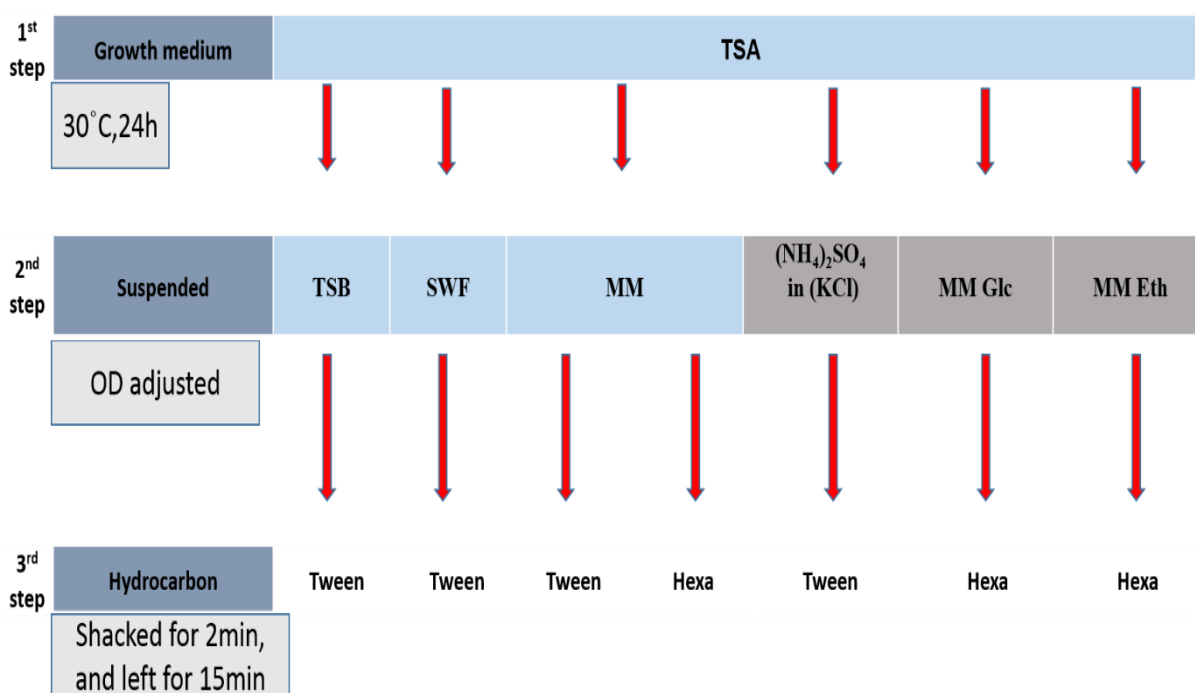 1st step
Growth medium
TSA
30°C,24h
2nd step
Suspended
TSB
SWF
MM
(NH4)2SO4
in (KCl)
MM Glc
MM Eth
OD adjusted
3rd step
Hydrocarbon
Tween
Tween
Tween
Hexa
Tween
Hexa
Hexa
Shacked for 2min,
and left for 15min